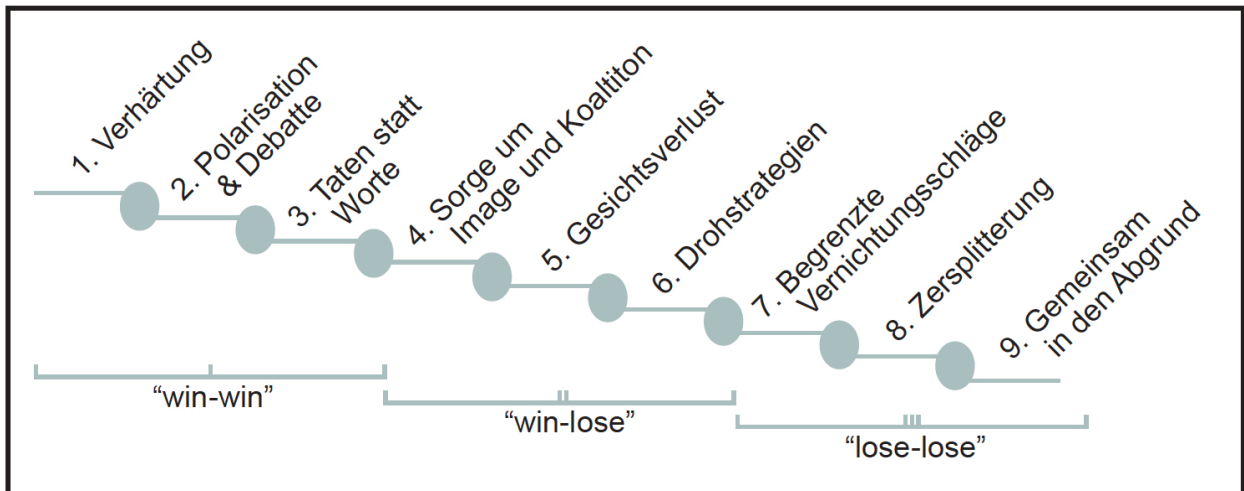 1. Verhärtung
2. Polarisation
& Debatte
3. Taten statt
Worte
4. Sorge um
Image und Koaltiton
5. Gesichtsverlust
6. Drohstrategien
7. Begrenzte
Vernichtungsschläge
8. Zersplitterung
9. Gemeinsam
in den Abgrund
“win-win”
“win-lose”
“lose-lose”